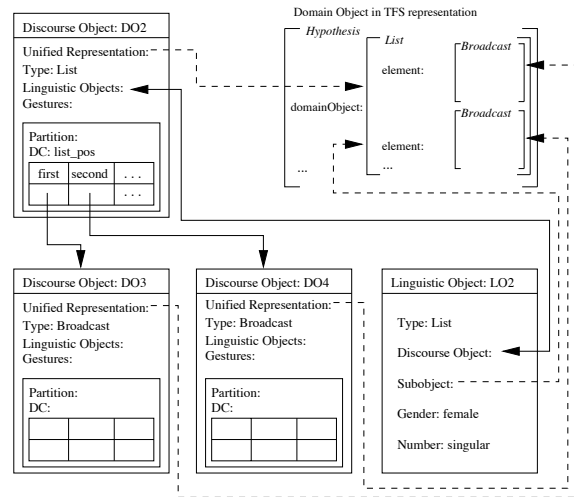 Discourse Object: DO2
Unified Representation:
Type: List
Linguistic Objects:
Gestures:
Partition:
DC: list_pos
first second . . .
. . .
Domain Object in TFS representation
Hypothesis
List
Broadcast
element:
domainObject:
Broadcast
element:
...
...
Discourse Object: DO3
Unified Representation:
Type: Broadcast
Linguistic Objects:
Gestures:
Partition:
DC:
Discourse Object: DO4
Unified Representation:
Type: Broadcast
Linguistic Objects:
Gestures:
Partition:
DC:
Linguistic Object: LO2
Type: List
Discourse Object:
Subobject:
Gender: female
Number: singular